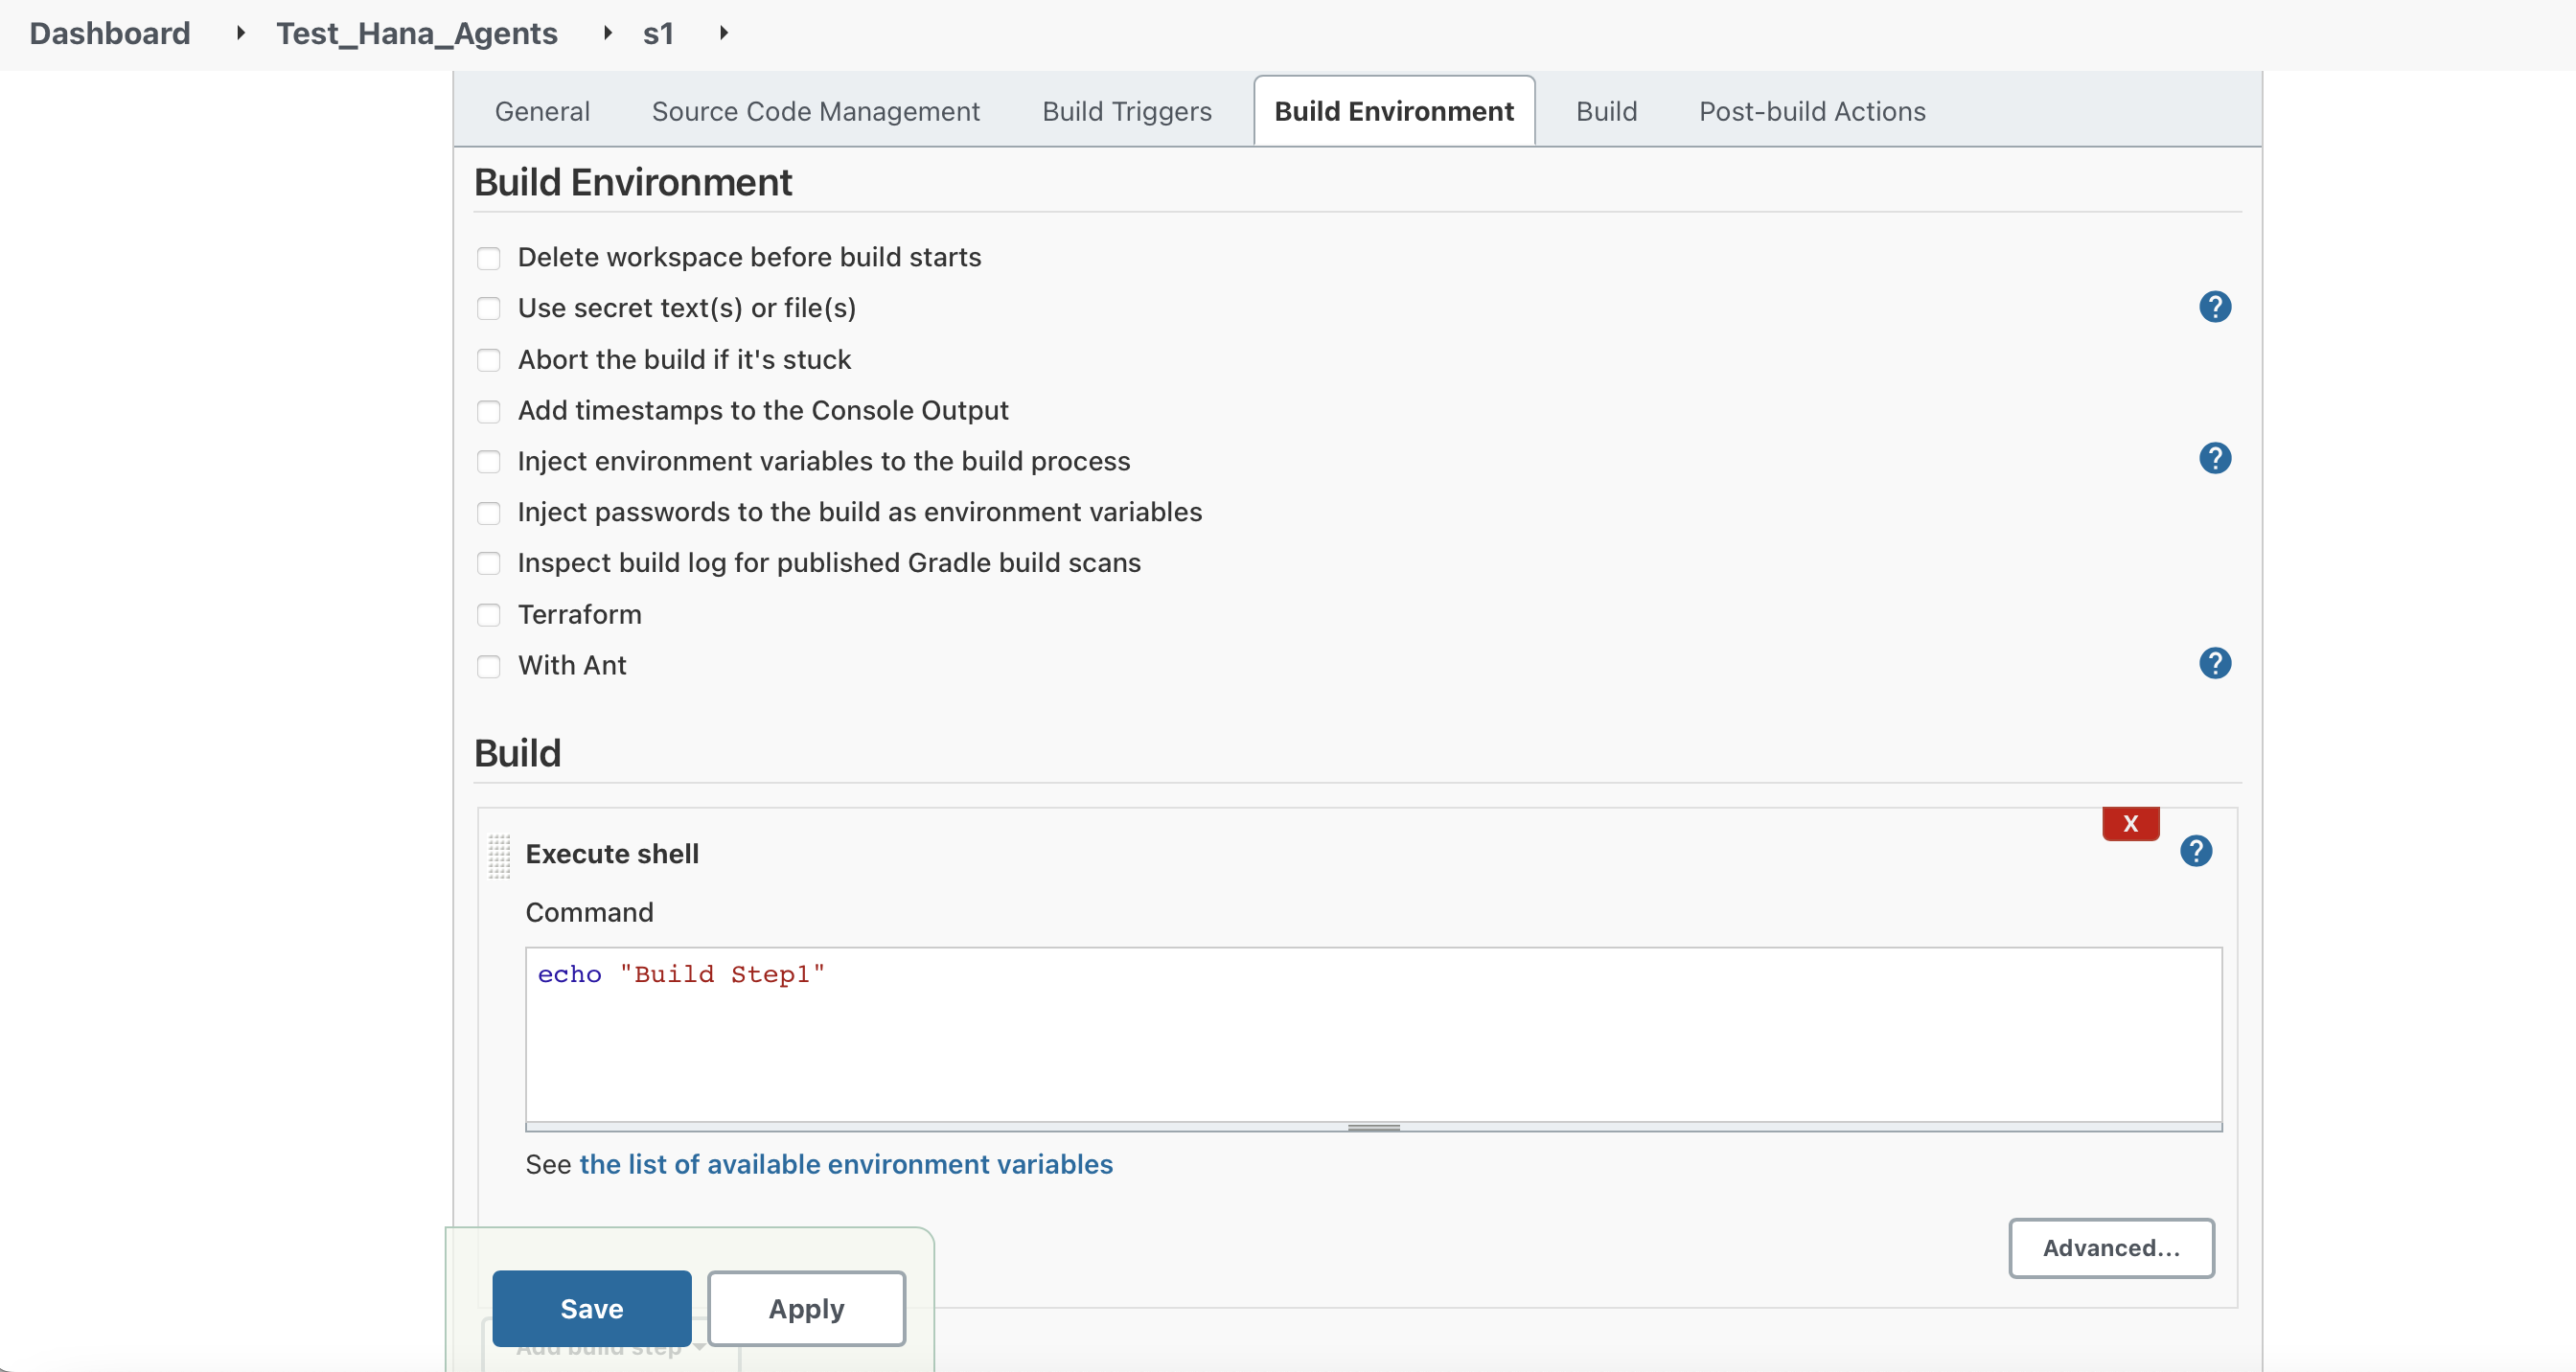 Dashboard Test_Hana_Agents s1
General Source Code Management Build Triggers Build Environment Build Post-build Actions
Build Environment
Delete workspace before build starts
Use secret text(s) or file(s) ?
Abort the build if it's stuck
Add timestamps to the Console Output
Inject environment variables to the build process ?
Inject passwords to the build as environment variables
Inspect build log for published Gradle build scans
Terraform
With Ant ?
Build
X
Execute shell ?
Command
echo "Build Step1"
See the list of available environment variables
Advanced...
Save Apply
Add build step